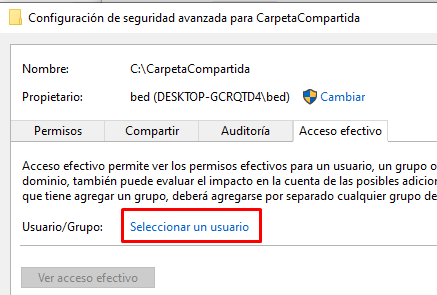 Configuración de seguridad avanzada para CarpetaCompartida
Nombre: C:\CarpetaCompartida
Propietario: bed (DESKTOP-GCRQTD4\bed) Cambiar
Permisos Compartir Auditoría Acceso efectivo
Acceso efectivo permite ver los permisos efectivos para un usuario, un grupo o
dominio, también puede evaluar el impacto en la cuenta de las posibles adicior
que tiene agregar un grupo, deberá agregarse por separado cualquier grupo de
Usuario/Grupo: Seleccionar un usuario
Ver acceso efectivo